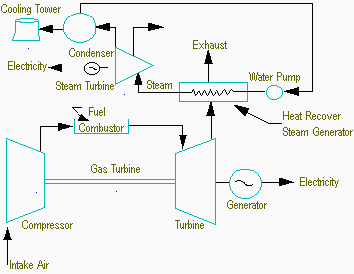 Cooling Tower
Condenser
Electricity
Steam Turbine
Steam
Exhaust
Water Pump
Heat Recover
Steam Generator
Fuel
Combustor
Gas Turbine
Compressor
Turbine
Generator
Electricity
Intake Air